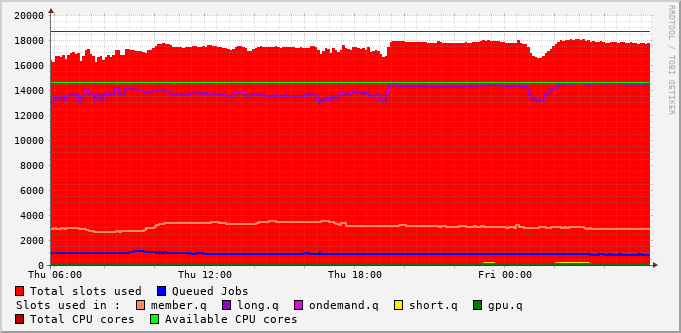 20000
18000
16000
14000
12000
10000
8000
6000
4000
2000
0
Thu 06:00 Thu 12:00 Thu 18:00 Fri 00:00
RRDTOOL / TOBI OETIKER
Total slots used Queued Jobs
Slots used in : member.q long.q ondemand.q short.q gpu.q
Total CPU cores Available CPU cores